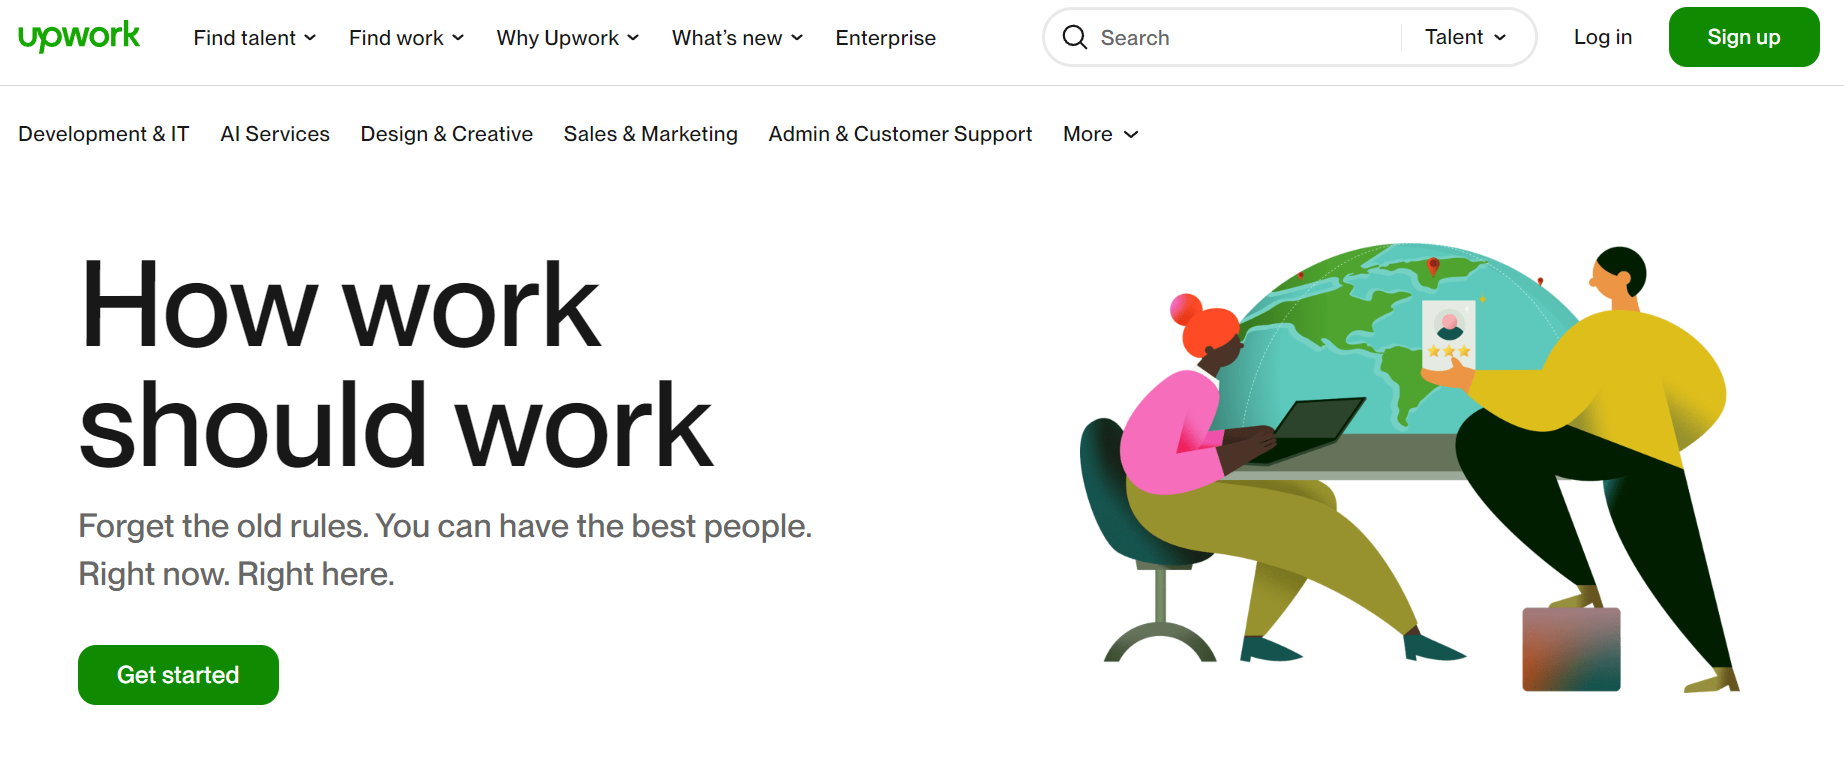 upwork
Find talent
Find work
Why Upwork
What's new
Enterprise
Search
Talent
Log in
Sign up
Development & IT
AI Services
Design & Creative
Sales & Marketing
Admin & Customer Support
More
How work
should work
Forget the old rules. You can have the best people.
Right now. Right here.
Get started